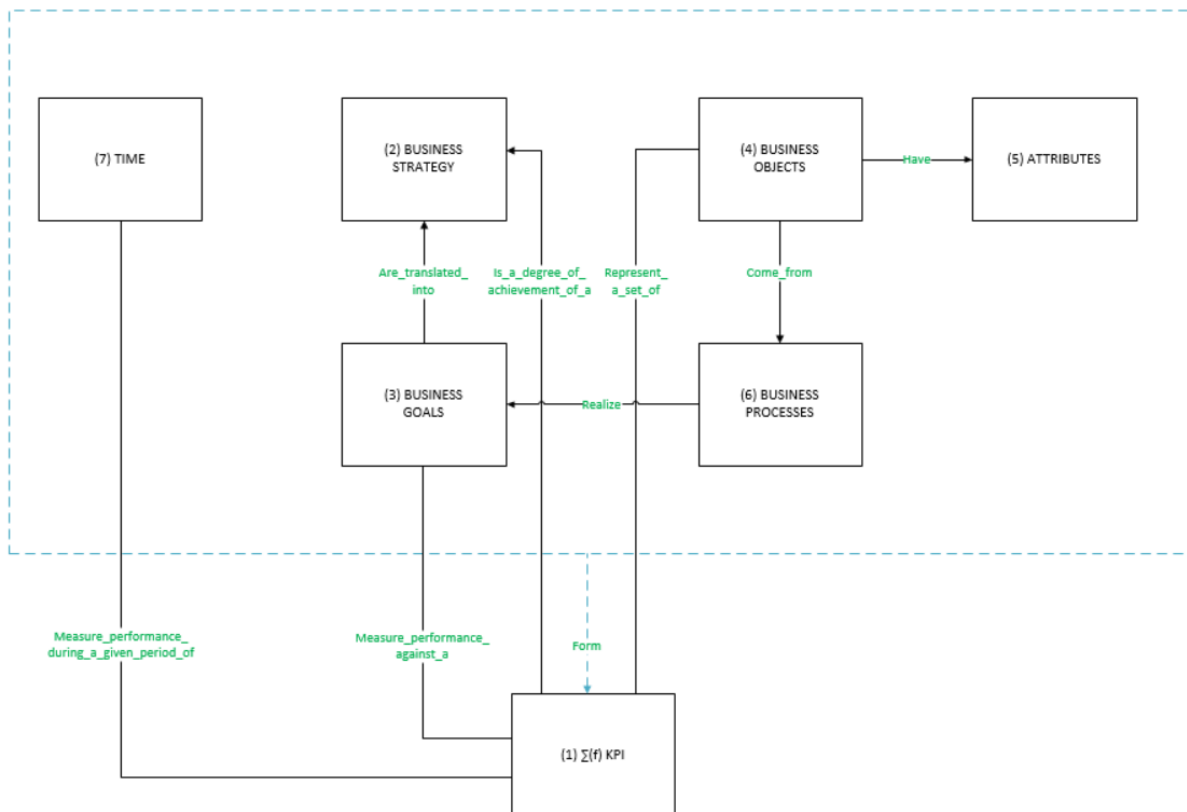 (7) TIME
(2) BUSINESS
STRATEGY
(4) BUSINESS
OBJECTS
(5) ATTRIBUTES
Have
Are_translated_
into
Is_a_degree_of_
achievement_of_a
Represent_
a_set_of
Come_from
(3) BUSINESS
GOALS
Realize
(6) BUSINESS
PROCESSES
Measure_performance_
during_a_given_period_of
Measure_performance_
against_a
Form
(1) ∑(f) KPI